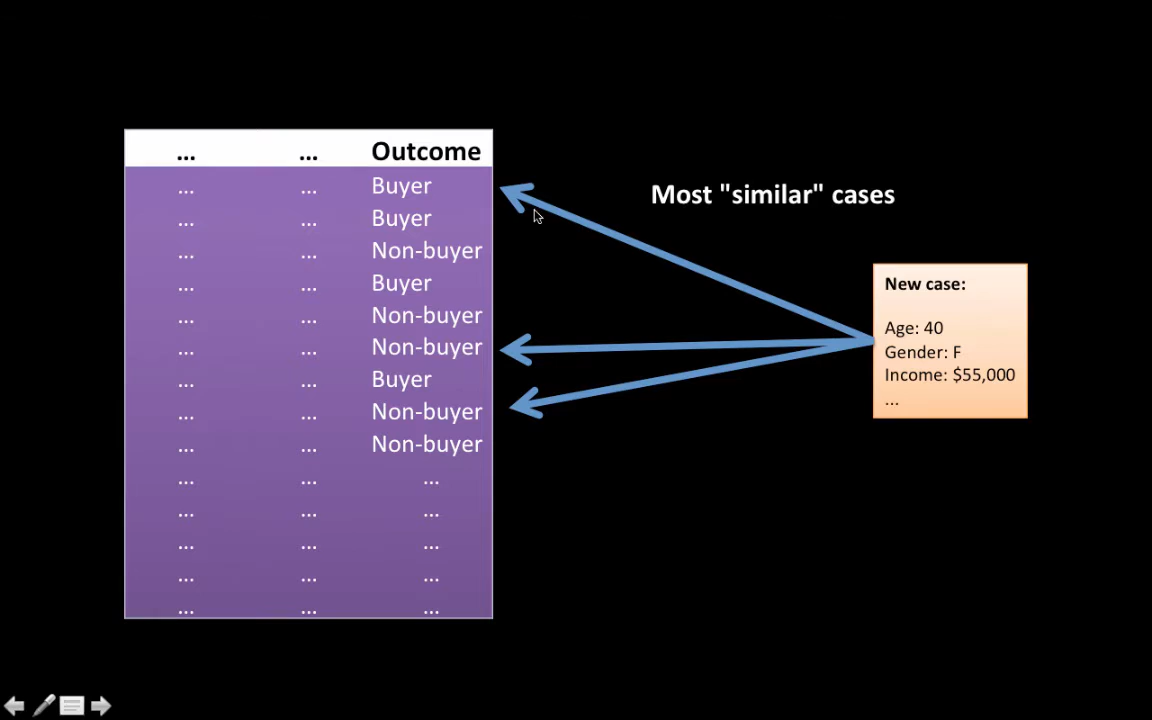 ... ... Outcome
... ... Buyer
... ... Buyer
... ... Non-buyer
... ... Buyer
... ... Non-buyer
... ... Non-buyer
... ... Buyer
... ... Non-buyer
... ... Non-buyer
... ... ...
... ... ...
... ... ...
... ... ...
... ... ...
Most "similar" cases
New case:
Age: 40
Gender: F
Income: $55,000
...